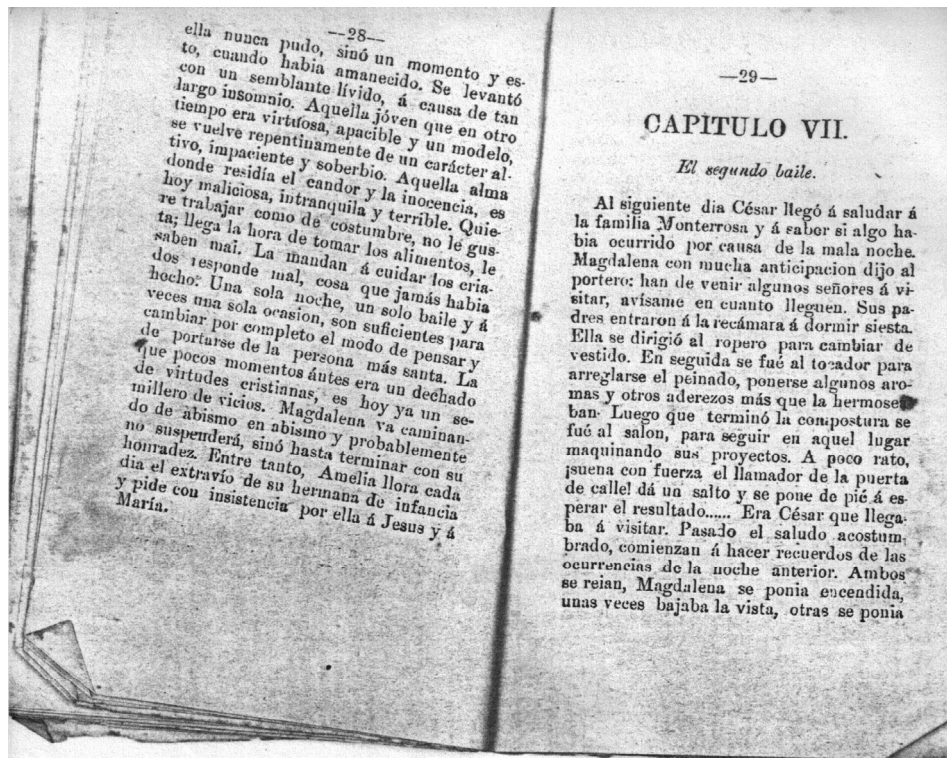 —28—
ella nunca pudo, sinó un momento y es-
to, cuando habia amanecido. Se levantó
con un semblante lívido, á causa de tan
largo insomnio. Aquella jóven que en otro
tiempo era virtuosa, apacible y un modelo,
se vuelve repentinamente de un carácter al-
tivo, impaciente y soberbio. Aquella alma
donde residía el candor y la inocencia, es
hoy maliciosa, intranquila y terrible. Quie-
re trabajar como de costumbre, no le gus-
ta; llega la hora de tomar los alimentos, le
saben mai. La mandan á cuidar los cria-
dos responde mal, cosa que jamás habia
hecho. Una sola noche, un solo baile y á
veces una sola ocasion, son suficientes para
cambiar por completo el modo de pensar y
de portarse de la persona más santa. La
que pocos momentos ántes era un dechado
de virtudes cristianas, es hoy ya un se-
millero de vicios. Magdalena va caminan-
do de abismo en abismo y probablemente
no suspenderá, sinó hasta terminar con su
honradez. Entre tanto, Amelia llora cada
dia el extravío de su hermana de infancia
y pide con insistencia por ella á Jesus y á
María.
—29—
CAPITULO VII.
El segundo baile.
Al siguiente dia César llegó á saludar á
la familia Monterrosa y á saber si algo ha-
bia ocurrido por causa de la mala noche.
Magdalena con mucha anticipacion dijo al
portero: han de venir algunos señores á vi-
sitar, avísame en cuanto lleguen. Sus pa-
dres entraron á la recámara á dormir siesta.
Ella se dirigió al ropero para cambiar de
vestido. En seguida se fué al tocador para
arreglarse el peinado, ponerse algunos aro-
mas y otros aderezos más que la hermosea-
ban. Luego que terminó la compostura se
fué al salon, para seguir en aquel lugar
maquinando sus proyectos. A poco rato,
¡suena con fuerza el llamador de la puerta
de calle! dá un salto y se pone de pié á es-
perar el resultado...... Era César que llega-
ba á visitar. Pasado el saludo acostum-
brado, comienzan á hacer recuerdos de las
ocurrencias de la noche anterior. Ambos
se reian, Magdalena se ponia encendida,
unas veces bajaba la vista, otras se ponia